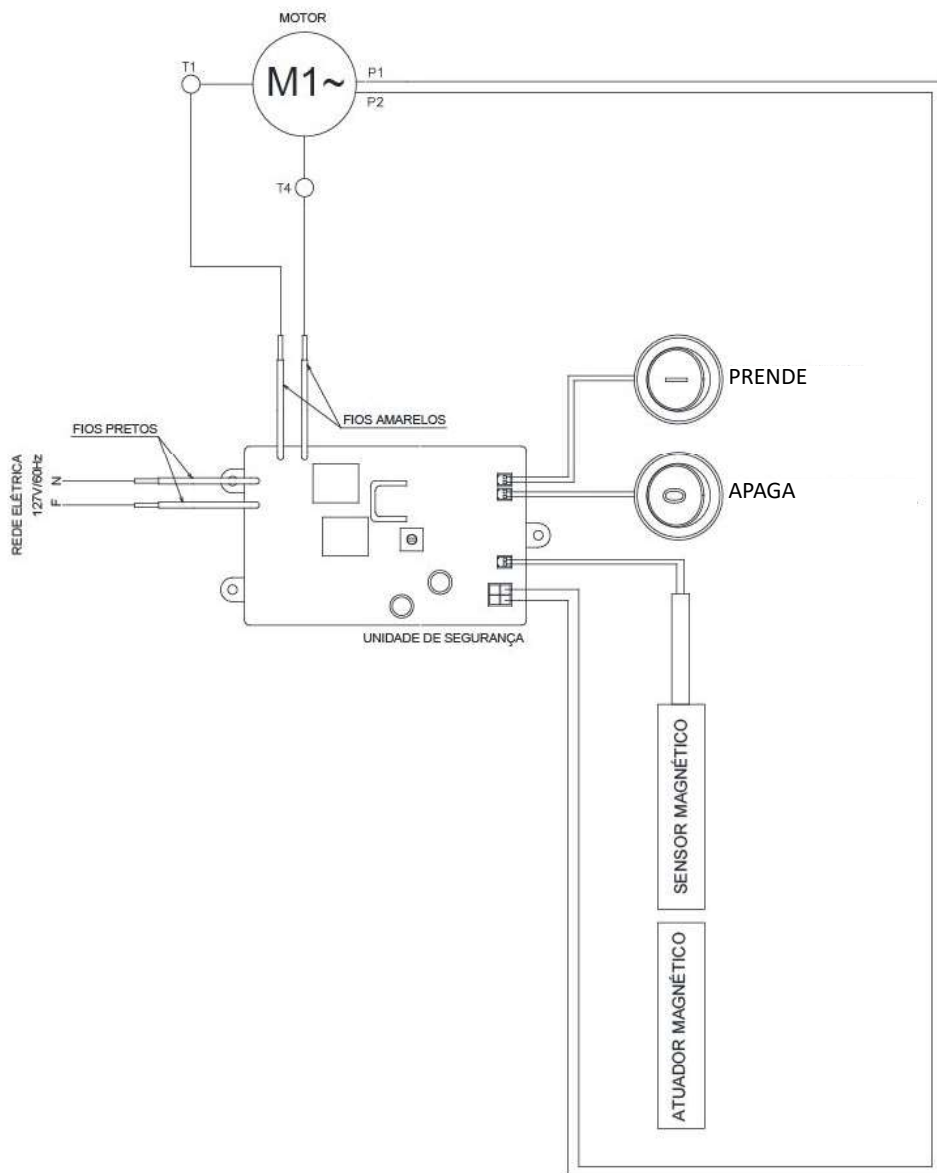 MOTOR
T1
M1~
P1
P2
T4
PRENDE
FIOS AMARELOS
FIOS PRETOS
APAGA
REDE ELÉTRICA
127V/60Hz
N
F
UNIDADE DE SEGURANÇA
SENSOR MAGNÉTICO
ATUADOR MAGNÉTICO